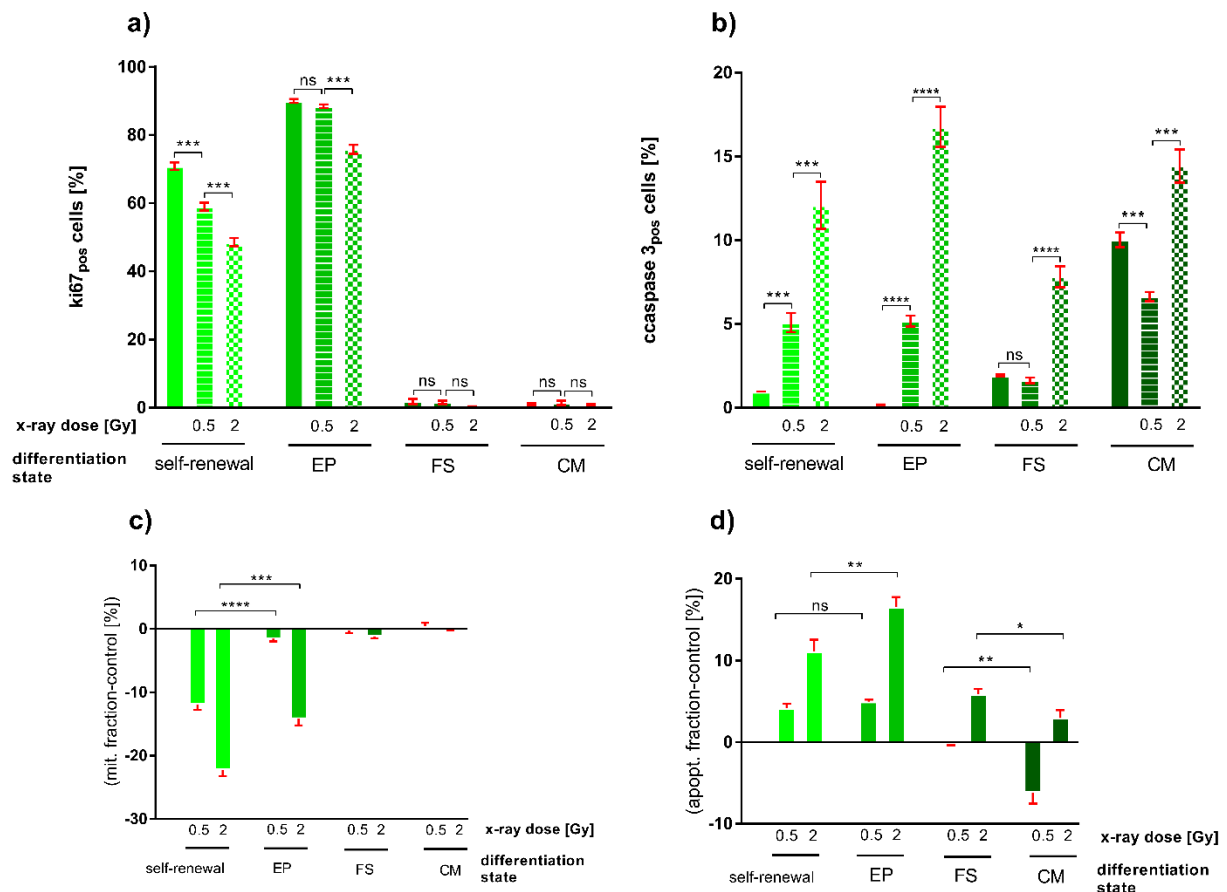 a)
ki67pos cells [%]
100
80
60
40
20
0
***
***
ns
***
ns
ns
ns
ns
0.5 2 0.5 2 0.5 2 0.5 2
x-ray dose [Gy]
self-renewal EP FS CM
differentiation
state
b)
ccaspase 3pos cells [%]
20
15
10
5
0
***
***
****
****
ns
****
***
***
0.5 2 0.5 2 0.5 2 0.5 2
self-renewal EP FS CM
c)
(mit. fraction-control [%])
10
0
-10
-20
-30
***
****
0.5 2 0.5 2 0.5 2 0.5 2
x-ray dose [Gy]
self-renewal EP FS CM
differentiation
state
d)
(apopt. fraction-control [%])
20
10
0
-10
**
ns
*
**
0.5 2 0.5 2 0.5 2 0.5 2
x-ray dose [Gy]
self-renewal EP FS CM
differentiation
state